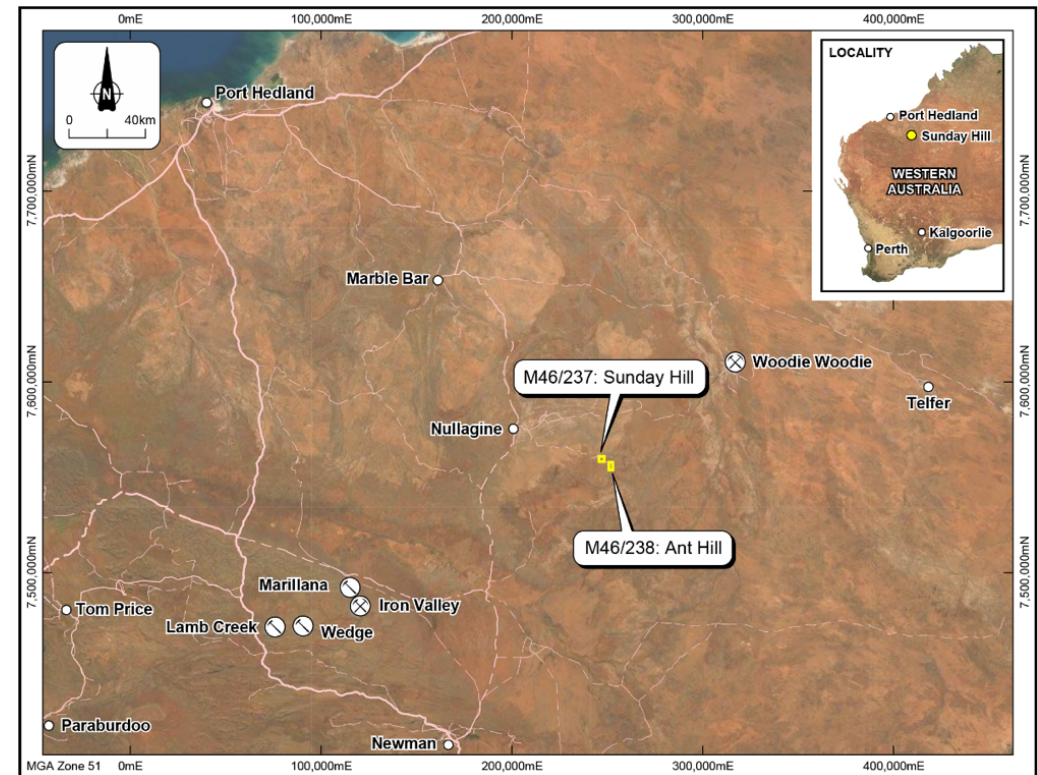 0mE
100,000mE
200,000mE
300,000mE
400,000mE
N
0
40km
Port Hedland
LOCALITY
Port Hedland
Sunday Hill
WESTERN
AUSTRALIA
Kalgoorlie
Perth
7,700,000mN
7,700,000mN
Marble Bar
Woodie Woodie
M46/237: Sunday Hill
7,600,000mN
7,600,000mN
Telfer
Nullagine
M46/238: Ant Hill
7,500,000mN
7,500,000mN
Marillana
Iron Valley
Tom Price
Lamb Creek
Wedge
Paraburdoo
Newman
MGA Zone 51
0mE
100,000mE
200,000mE
300,000mE
400,000mE